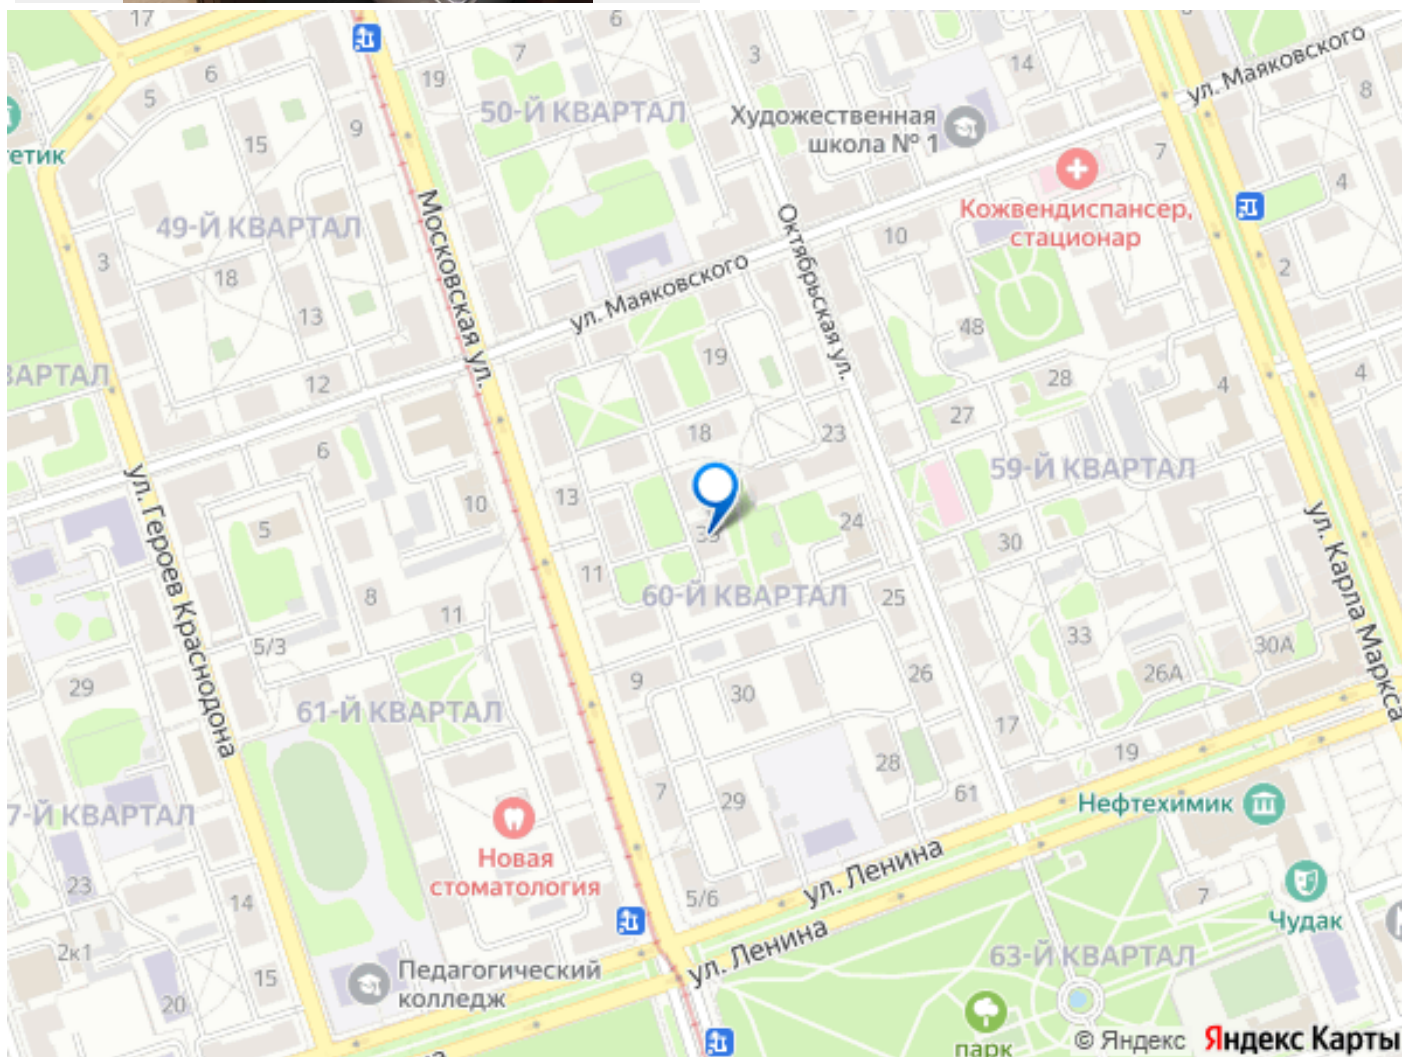 17
6
7
3
14
ул. Маяковского
8
6
19
5
50-Й КВАРТАЛ
Художественная
школа № 1
9
15
7
етик
4
Кожвендиспансер,
стационар
Московская ул.
49-Й КВАРТАЛ
Октябрьская ул.
10
3
2
18
ул. Маяковского
13
48
19
ВАРТАЛ
12
28
4
4
27
18
23
6
59-Й КВАРТАЛ
ул. Героев Краснодона
13
10
5
24
ул. Карла Маркса
30
11
8
60-Й КВАРТАЛ
25
11
33
5/3
30А
9
26
26А
29
30
61-Й КВАРТАЛ
17
19
28
7
29
61
Нефтехимик
7-Й КВАРТАЛ
Новая
стоматология
ул. Ленина
23
5/6
7
14
Чудак
ул. Ленина
2к1
63-Й КВАРТАЛ
15
Педагогический
колледж
20
парк
© Яндекс Яндекс Карты